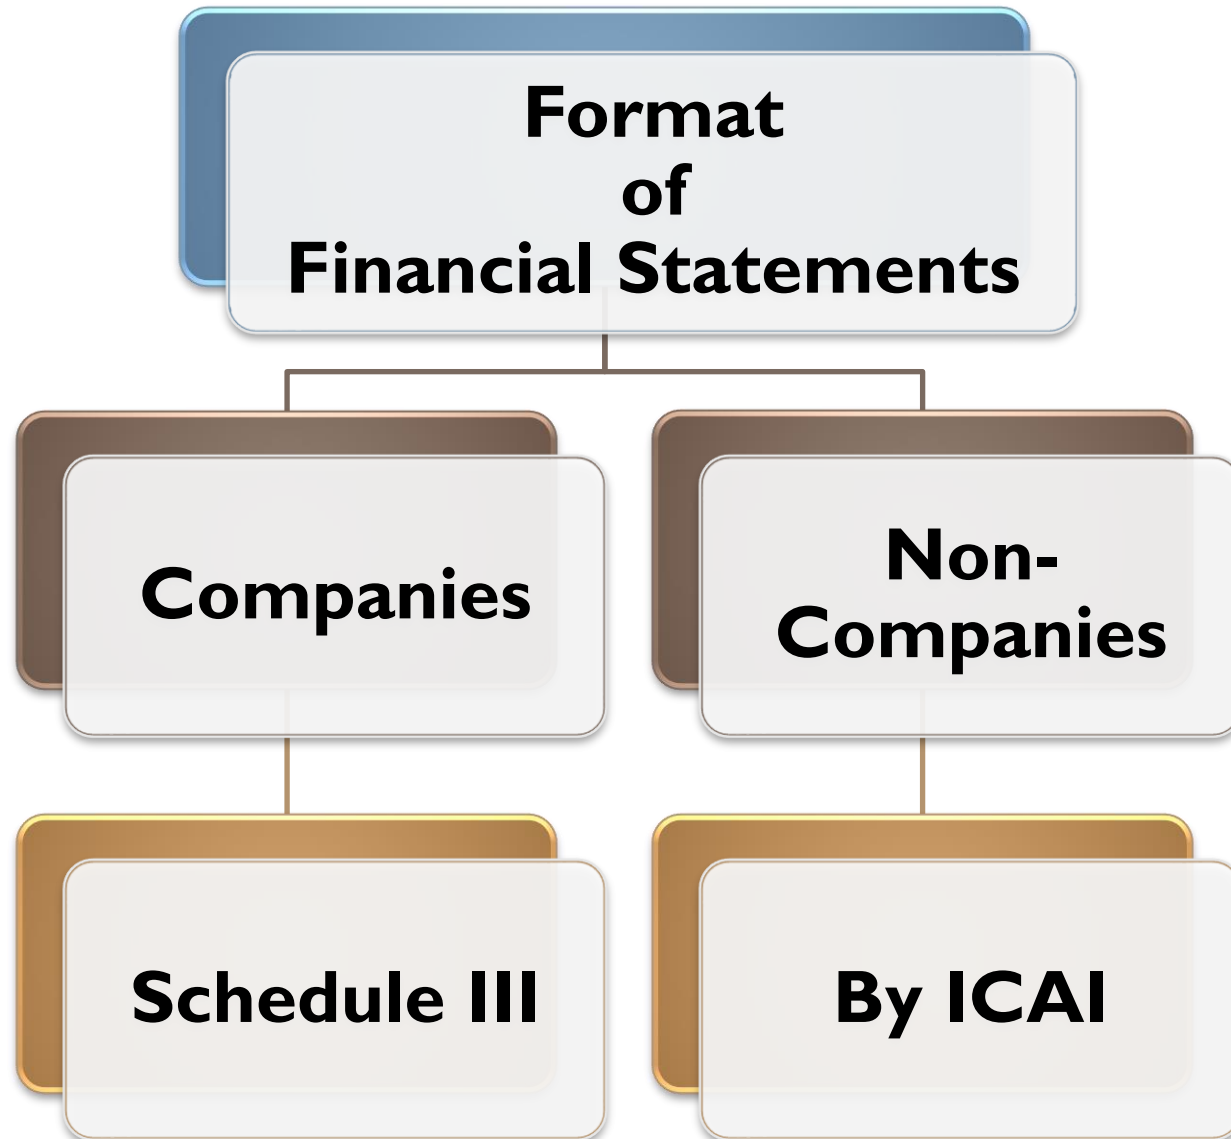 Format
of
Financial Statements
Companies
Non-
Companies
Schedule III
By ICAI